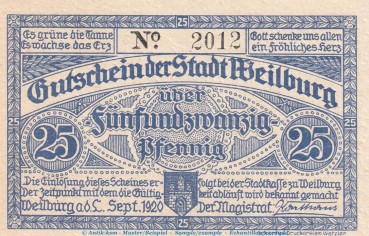 25
Es grüne die Tanne
Es wachse das Erz
No. 2012
Gott schenke uns allen
ein fröhliches Herz
Gutschein der Stadt Weilburg
über
25 Fünfundzwanzig- 25
Pfennig
Die Einlösung dieses Scheines erfolgt bei der Stadtkasse zu Weilburg
Der Zeitpunkt mit dem die Gültigkeit abläuft wird bekannt gemacht
Weilburg a.d. L. Sept. 1920 Der Magistrat
25